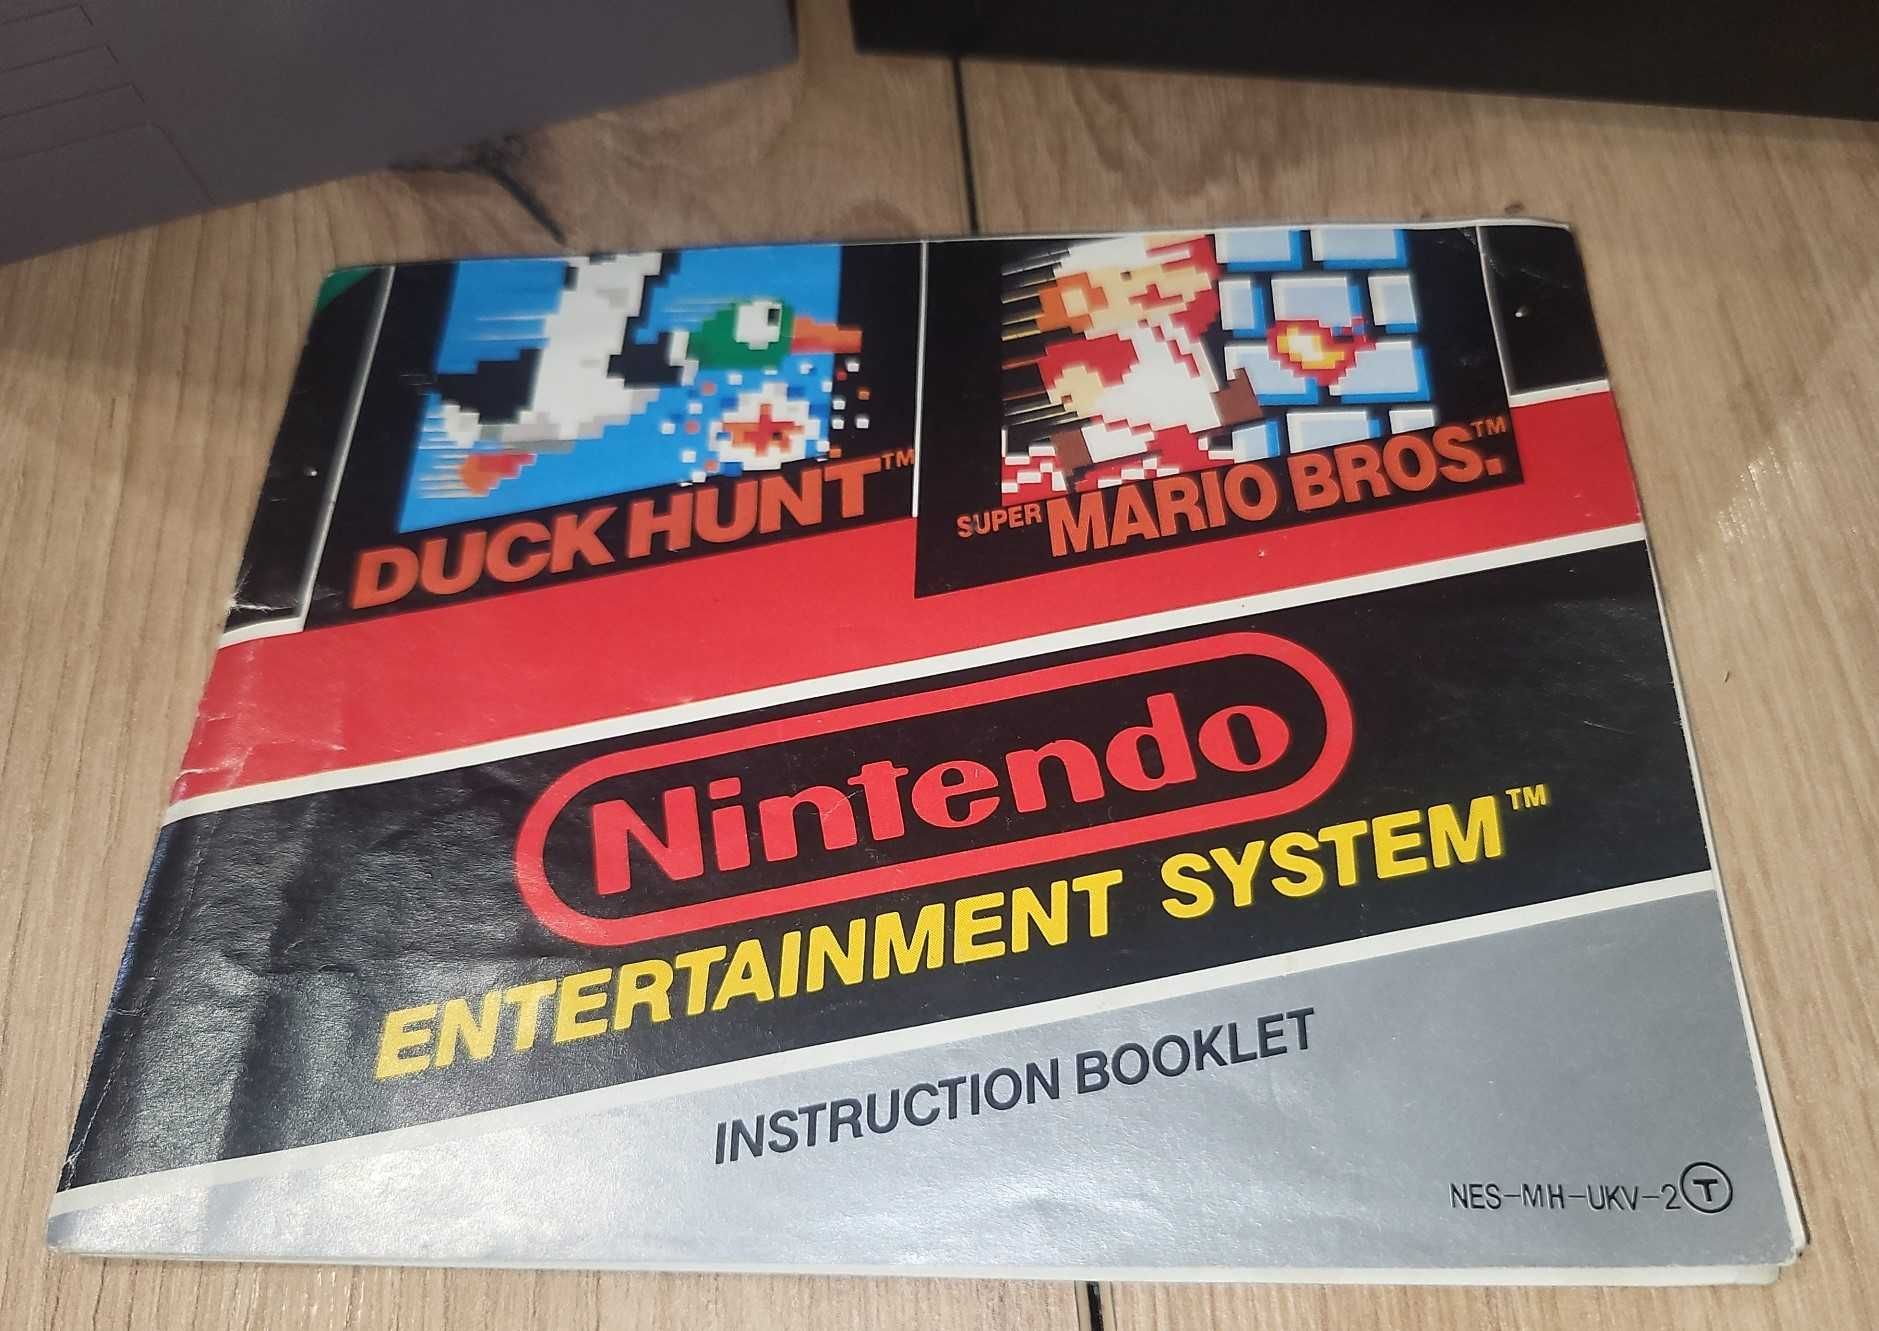 DUCK HUNT™
SUPER MARIO BROS.™
Nintendo
ENTERTAINMENT SYSTEM™
INSTRUCTION BOOKLET
NES-MH-UKV-2 Ⓣ